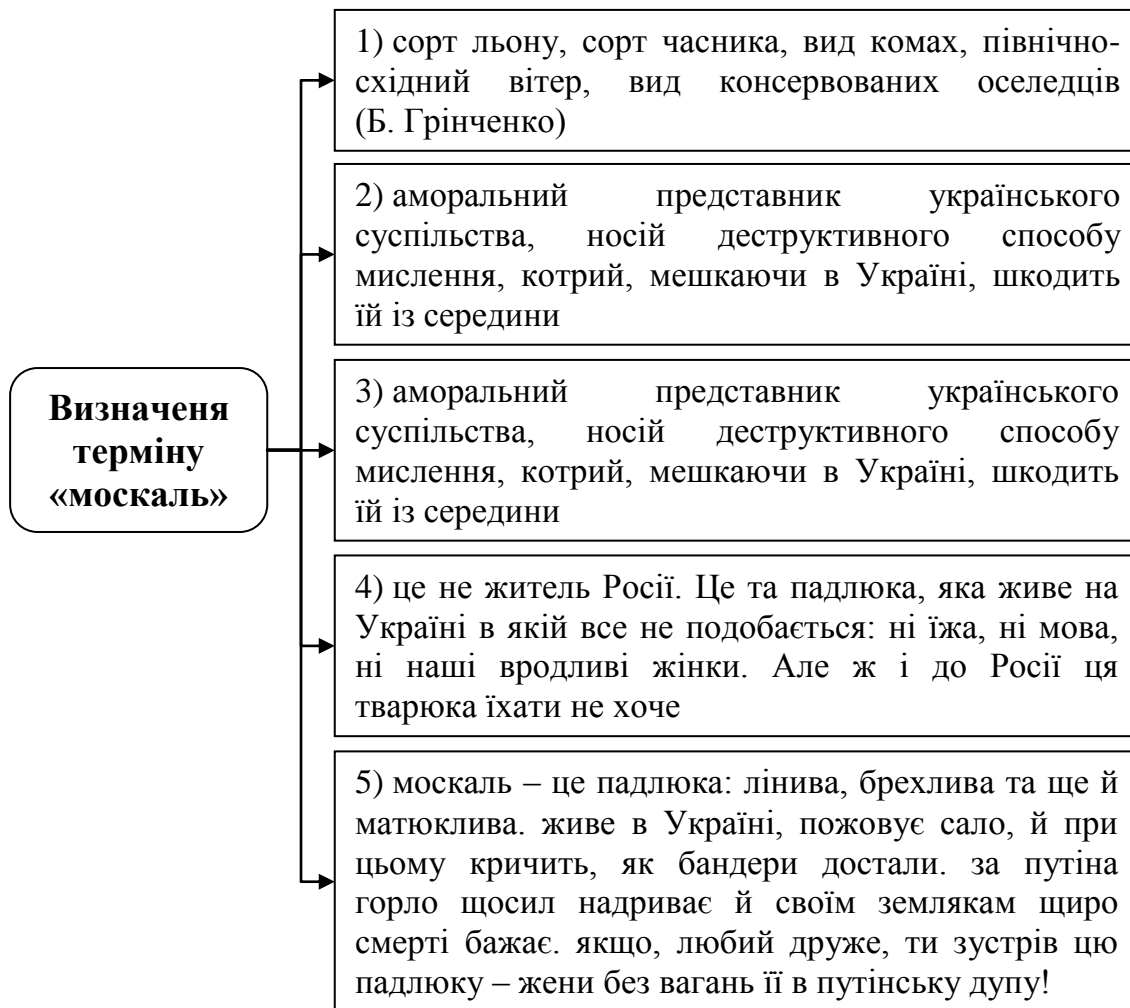 1) сорт льону, сорт часника, вид комах, північно-
східний вітер, вид консервованих оселедців
(Б. Грінченко)
2) аморальний представник українського
суспільства, носій деструктивного способу
мислення, котрий, мешкаючи в Україні, шкодить
їй із середини
Визначеня
терміну
«москаль»
3) аморальний представник українського
суспільства, носій деструктивного способу
мислення, котрий, мешкаючи в Україні, шкодить
їй із середини
4) це не житель Росії. Це та падлюка, яка живе на
Україні в якій все не подобається: ні їжа, ні мова,
ні наші вродливі жінки. Але ж і до Росії ця
тварюка їхати не хоче
5) москаль – це падлюка: лінива, брехлива та ще й
матюклива. живе в Україні, пожовує сало, й при
цьому кричить, як бандери достали. за путіна
горло щосил надриває й своїм землякам щиро
смерті бажає. якщо, любий друже, ти зустрів цю
падлюку – жени без вагань її в путінську дупу!